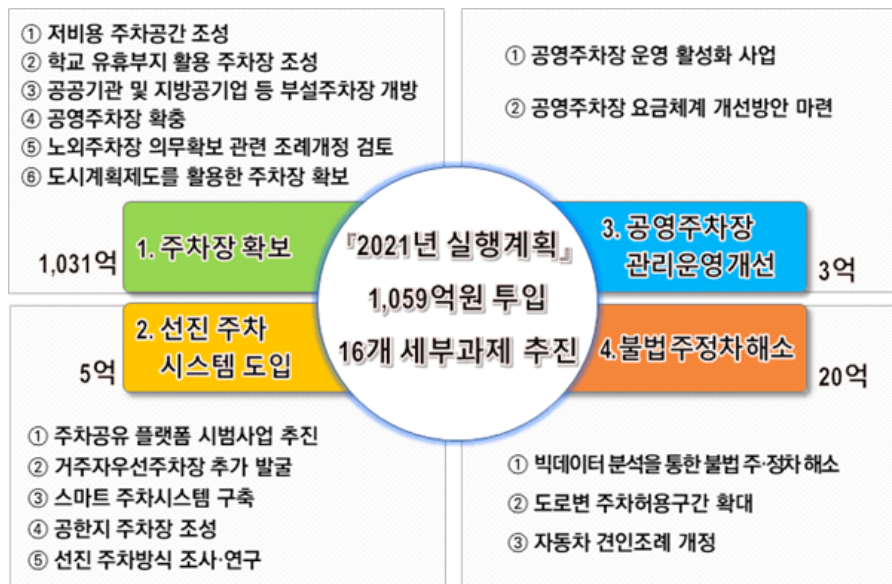 ① 저비용 주차공간 조성
② 학교 유휴부지 활용 주차장 조성
③ 공공기관 및 지방공기업 등 부설주차장 개방
④ 공영주차장 확충
⑤ 노외주차장 의무확보 관련 조례개정 검토
⑥ 도시계획제도를 활용한 주차장 확보
1,031억
1. 주차장 확보
① 공영주차장 운영 활성화 사업
② 공영주차장 요금체계 개선방안 마련
3. 공영주차장
관리운영개선
3억
『2021년 실행계획』
1,059억원 투입
16개 세부과제 추진
5억
2. 선진 주차
시스템 도입
① 주차공유 플랫폼 시범사업 추진
② 거주자우선주차장 추가 발굴
③ 스마트 주차시스템 구축
④ 공한지 주차장 조성
⑤ 선진 주차방식 조사·연구
4.불법주정차해소
20억
① 빅데이터 분석을 통한 불법 주·정차 해소
② 도로변 주차허용구간 확대
③ 자동차 견인조례 개정